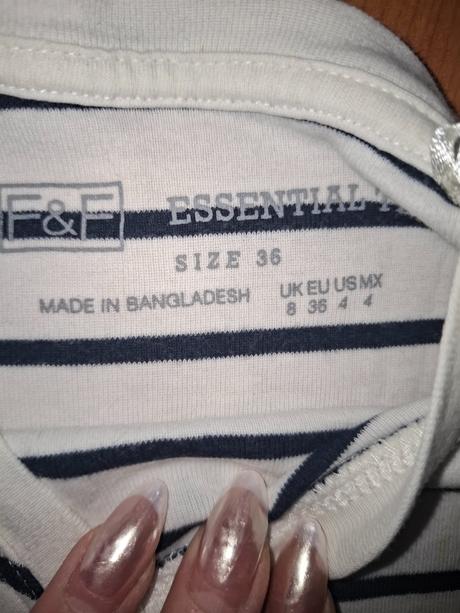 F&F ESSENTIAL
SIZE 36
MADE IN BANGLADESH
UK EU US MX
8 36 4 4